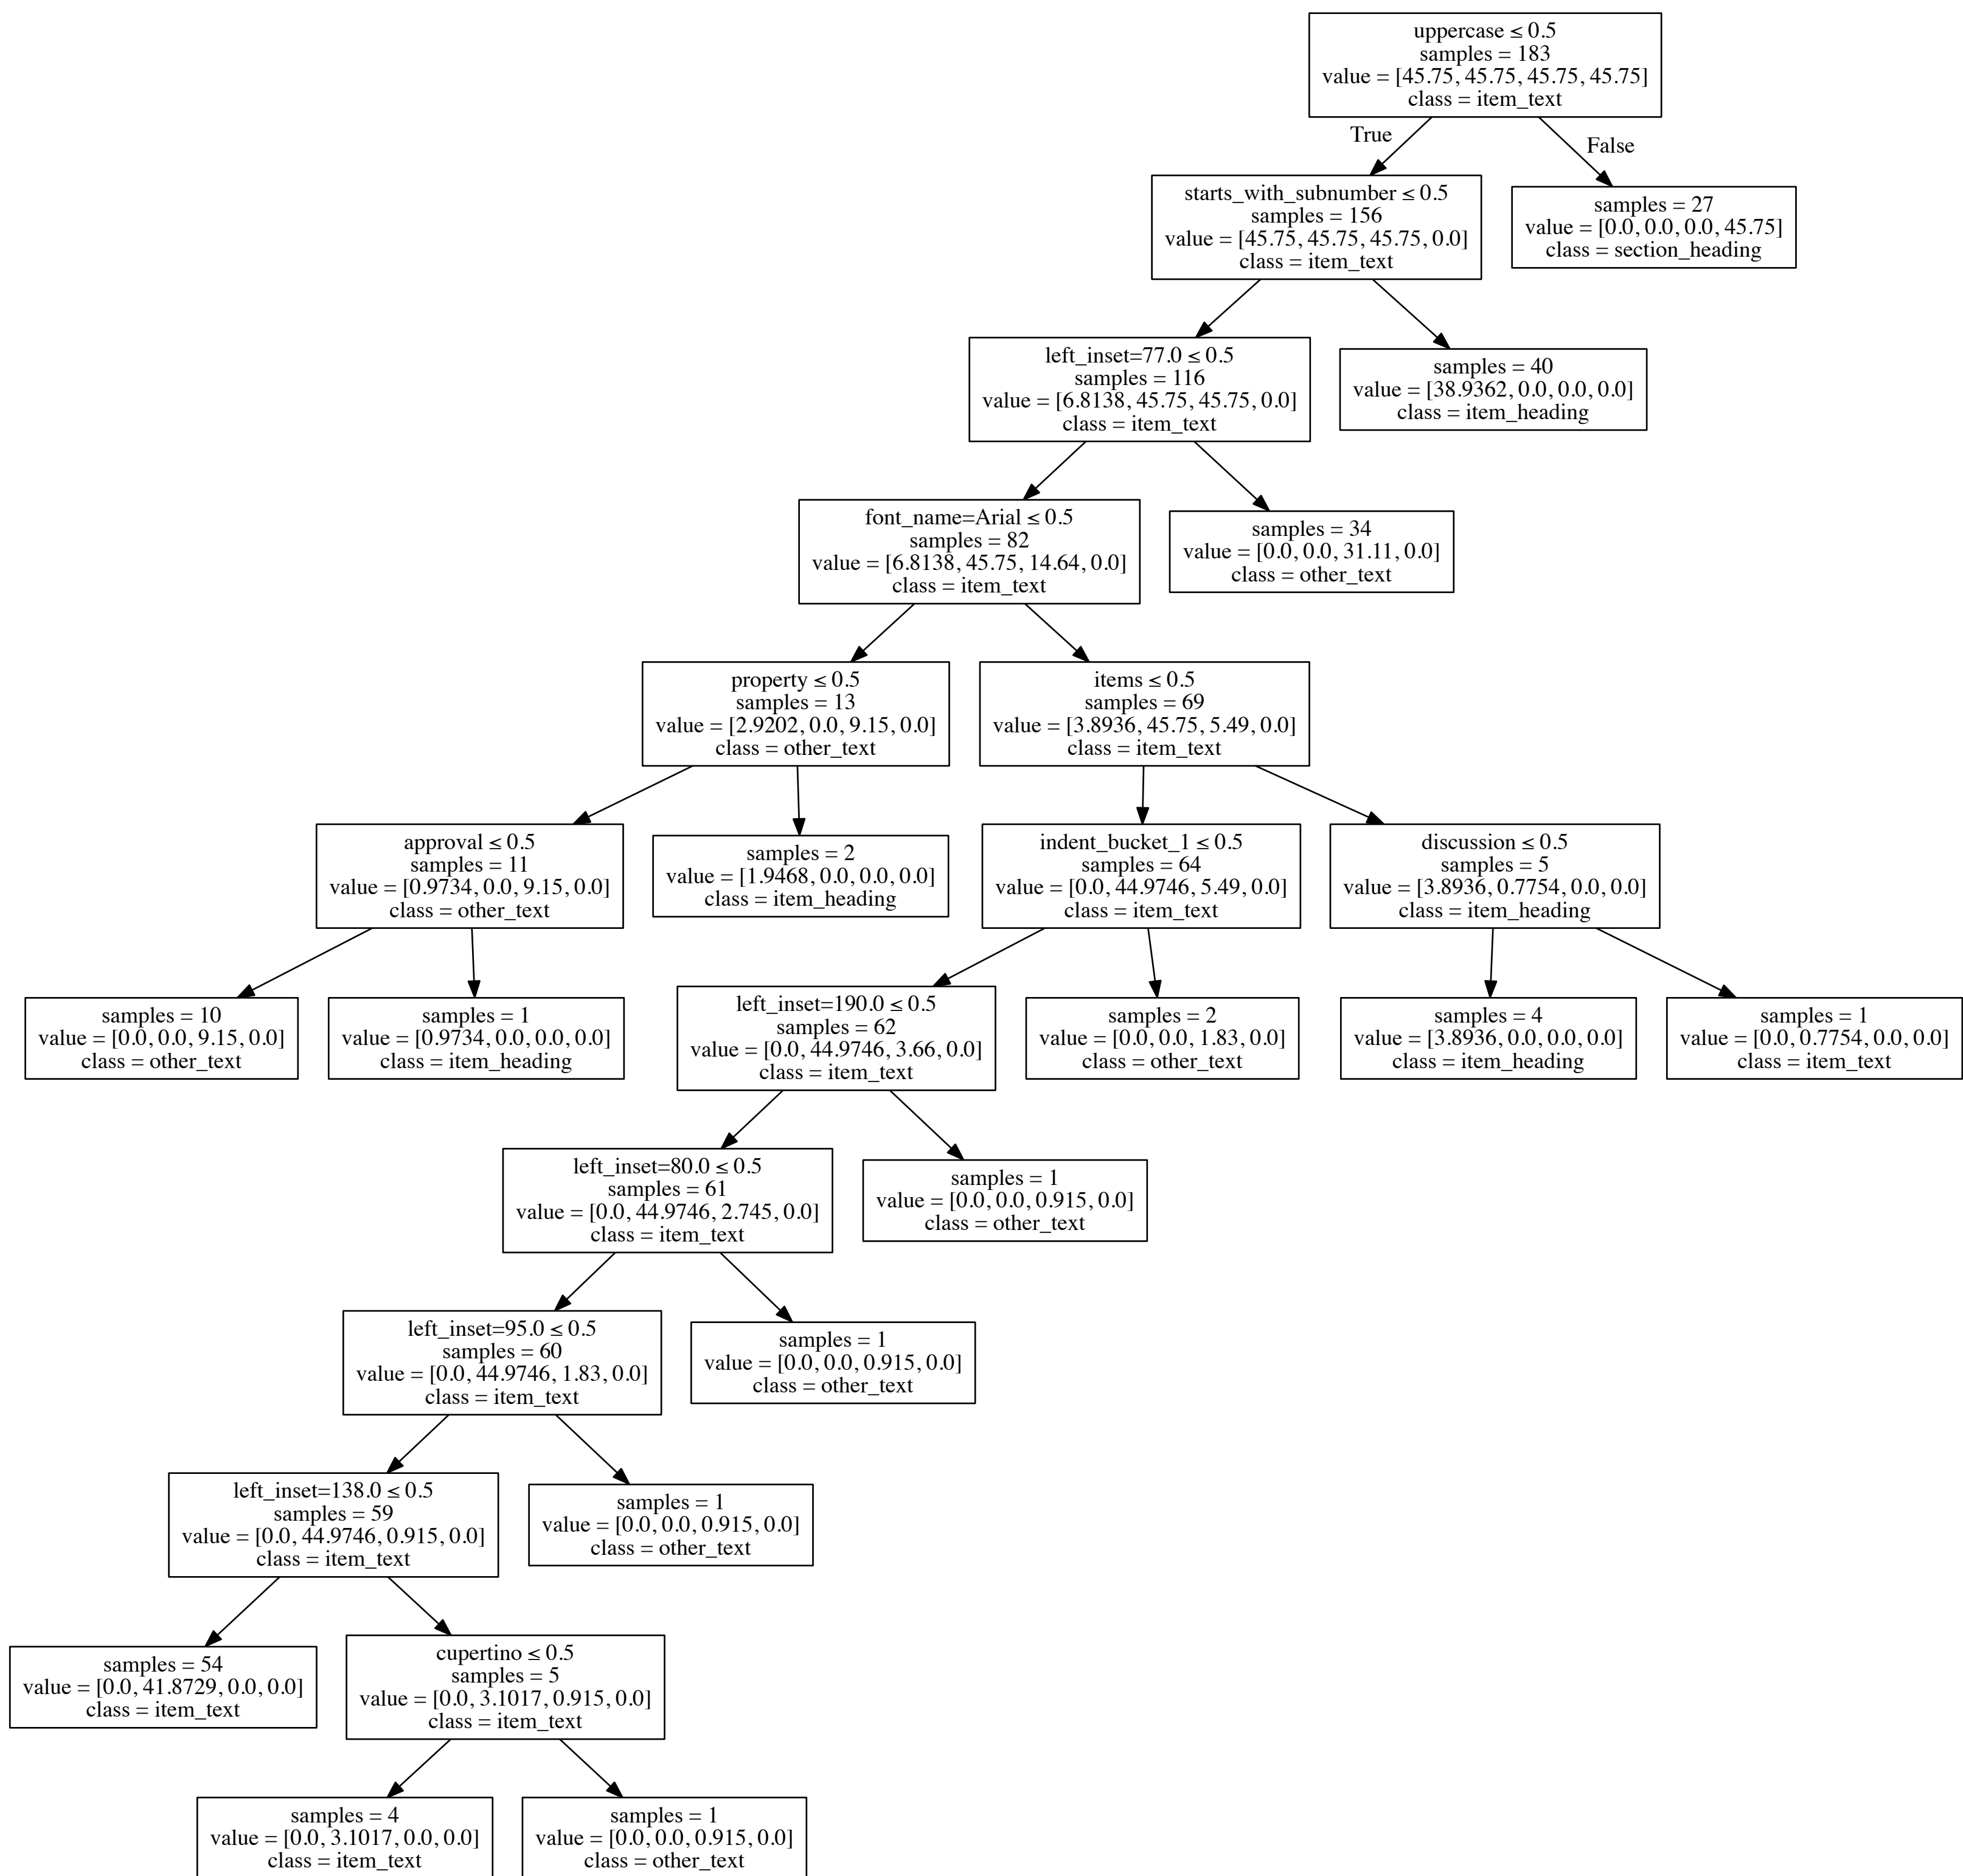 uppercase ≤ 0.5
samples = 183
value = [45.75, 45.75, 45.75, 45.75]
class = item_text
True
False
starts_with_subnumber ≤ 0.5
samples = 156
value = [45.75, 45.75, 45.75, 0.0]
class = item_text
samples = 27
value = [0.0, 0.0, 0.0, 45.75]
class = section_heading
left_inset=77.0 ≤ 0.5
samples = 116
value = [6.8138, 45.75, 45.75, 0.0]
class = item_text
samples = 40
value = [38.9362, 0.0, 0.0, 0.0]
class = item_heading
font_name=Arial ≤ 0.5
samples = 82
value = [6.8138, 45.75, 14.64, 0.0]
class = item_text
samples = 34
value = [0.0, 0.0, 31.11, 0.0]
class = other_text
property ≤ 0.5
samples = 13
value = [2.9202, 0.0, 9.15, 0.0]
class = other_text
items ≤ 0.5
samples = 69
value = [3.8936, 45.75, 5.49, 0.0]
class = item_text
approval ≤ 0.5
samples = 11
value = [0.9734, 0.0, 9.15, 0.0]
class = other_text
samples = 2
value = [1.9468, 0.0, 0.0, 0.0]
class = item_heading
indent_bucket_1 ≤ 0.5
samples = 64
value = [0.0, 44.9746, 5.49, 0.0]
class = item_text
discussion ≤ 0.5
samples = 5
value = [3.8936, 0.7754, 0.0, 0.0]
class = item_heading
samples = 10
value = [0.0, 0.0, 9.15, 0.0]
class = other_text
samples = 1
value = [0.9734, 0.0, 0.0, 0.0]
class = item_heading
left_inset=190.0 ≤ 0.5
samples = 62
value = [0.0, 44.9746, 3.66, 0.0]
class = item_text
samples = 2
value = [0.0, 0.0, 1.83, 0.0]
class = other_text
samples = 4
value = [3.8936, 0.0, 0.0, 0.0]
class = item_heading
samples = 1
value = [0.0, 0.7754, 0.0, 0.0]
class = item_text
left_inset=80.0 ≤ 0.5
samples = 61
value = [0.0, 44.9746, 2.745, 0.0]
class = item_text
samples = 1
value = [0.0, 0.0, 0.915, 0.0]
class = other_text
left_inset=95.0 ≤ 0.5
samples = 60
value = [0.0, 44.9746, 1.83, 0.0]
class = item_text
samples = 1
value = [0.0, 0.0, 0.915, 0.0]
class = other_text
left_inset=138.0 ≤ 0.5
samples = 59
value = [0.0, 44.9746, 0.915, 0.0]
class = item_text
samples = 1
value = [0.0, 0.0, 0.915, 0.0]
class = other_text
samples = 54
value = [0.0, 41.8729, 0.0, 0.0]
class = item_text
cupertino ≤ 0.5
samples = 5
value = [0.0, 3.1017, 0.915, 0.0]
class = item_text
samples = 4
value = [0.0, 3.1017, 0.0, 0.0]
class = item_text
samples = 1
value = [0.0, 0.0, 0.915, 0.0]
class = other_text